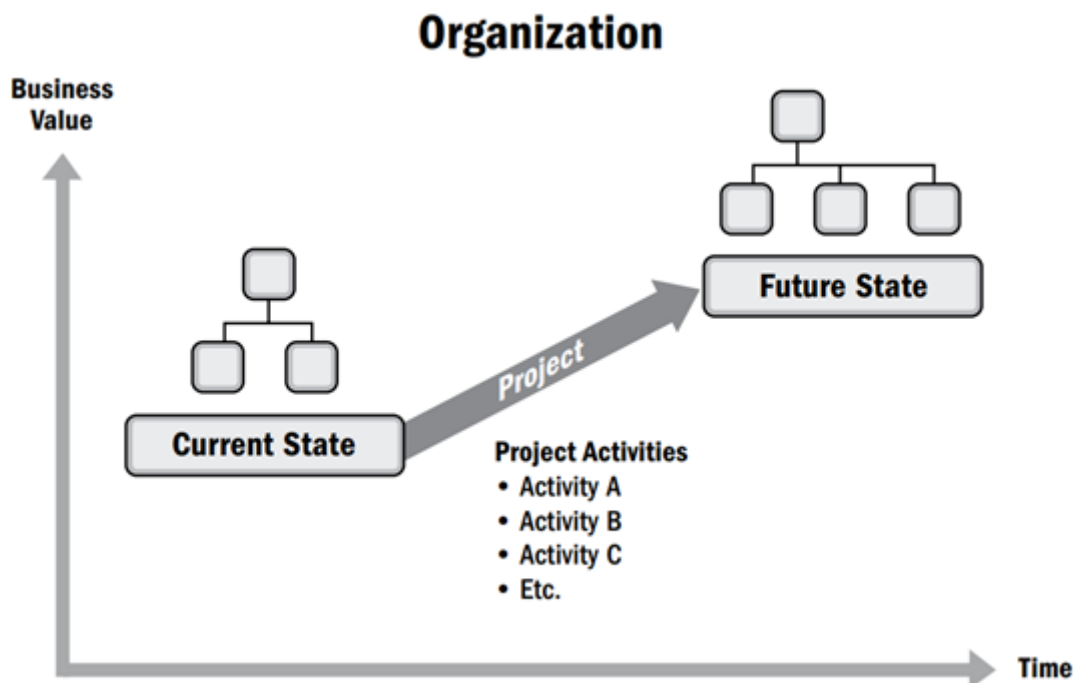 Organization
Business
Value
Future State
Project
Current State
Project Activities
• Activity A
• Activity B
• Activity C
• Etc.
Time